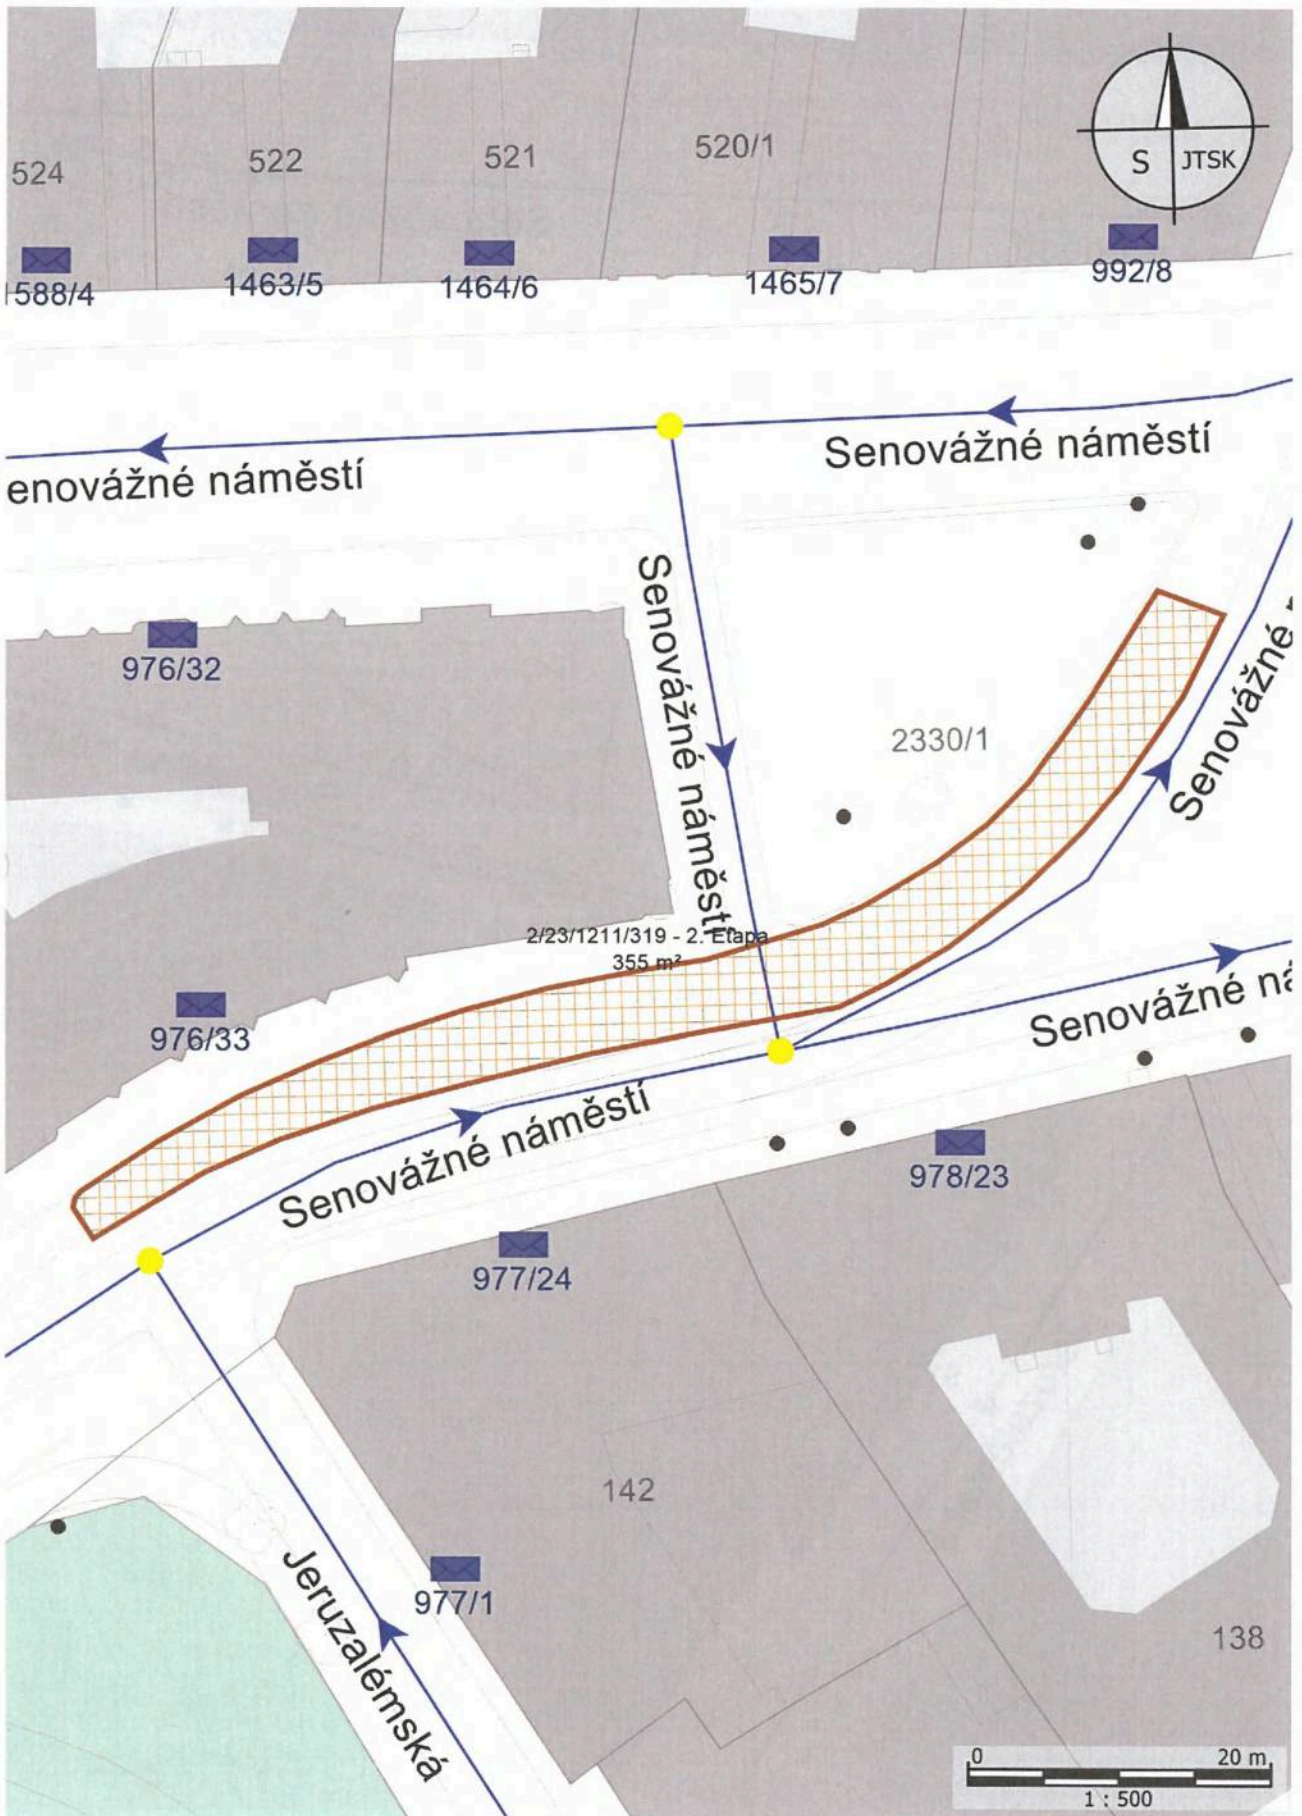 524
522
521
520/1
S JTSK
588/4
1463/5
1464/6
1465/7
992/8
enovážné náměstí
Senovážné náměstí
Senovážné náměstí
976/32
Senovážné
2330/1
2/23/1211/319 - 2. Etapa
355 m²
976/33
Senovážné ná
Senovážné náměstí
978/23
977/24
142
977/1
Jeruzalémská
138
0 20 m
1 : 500